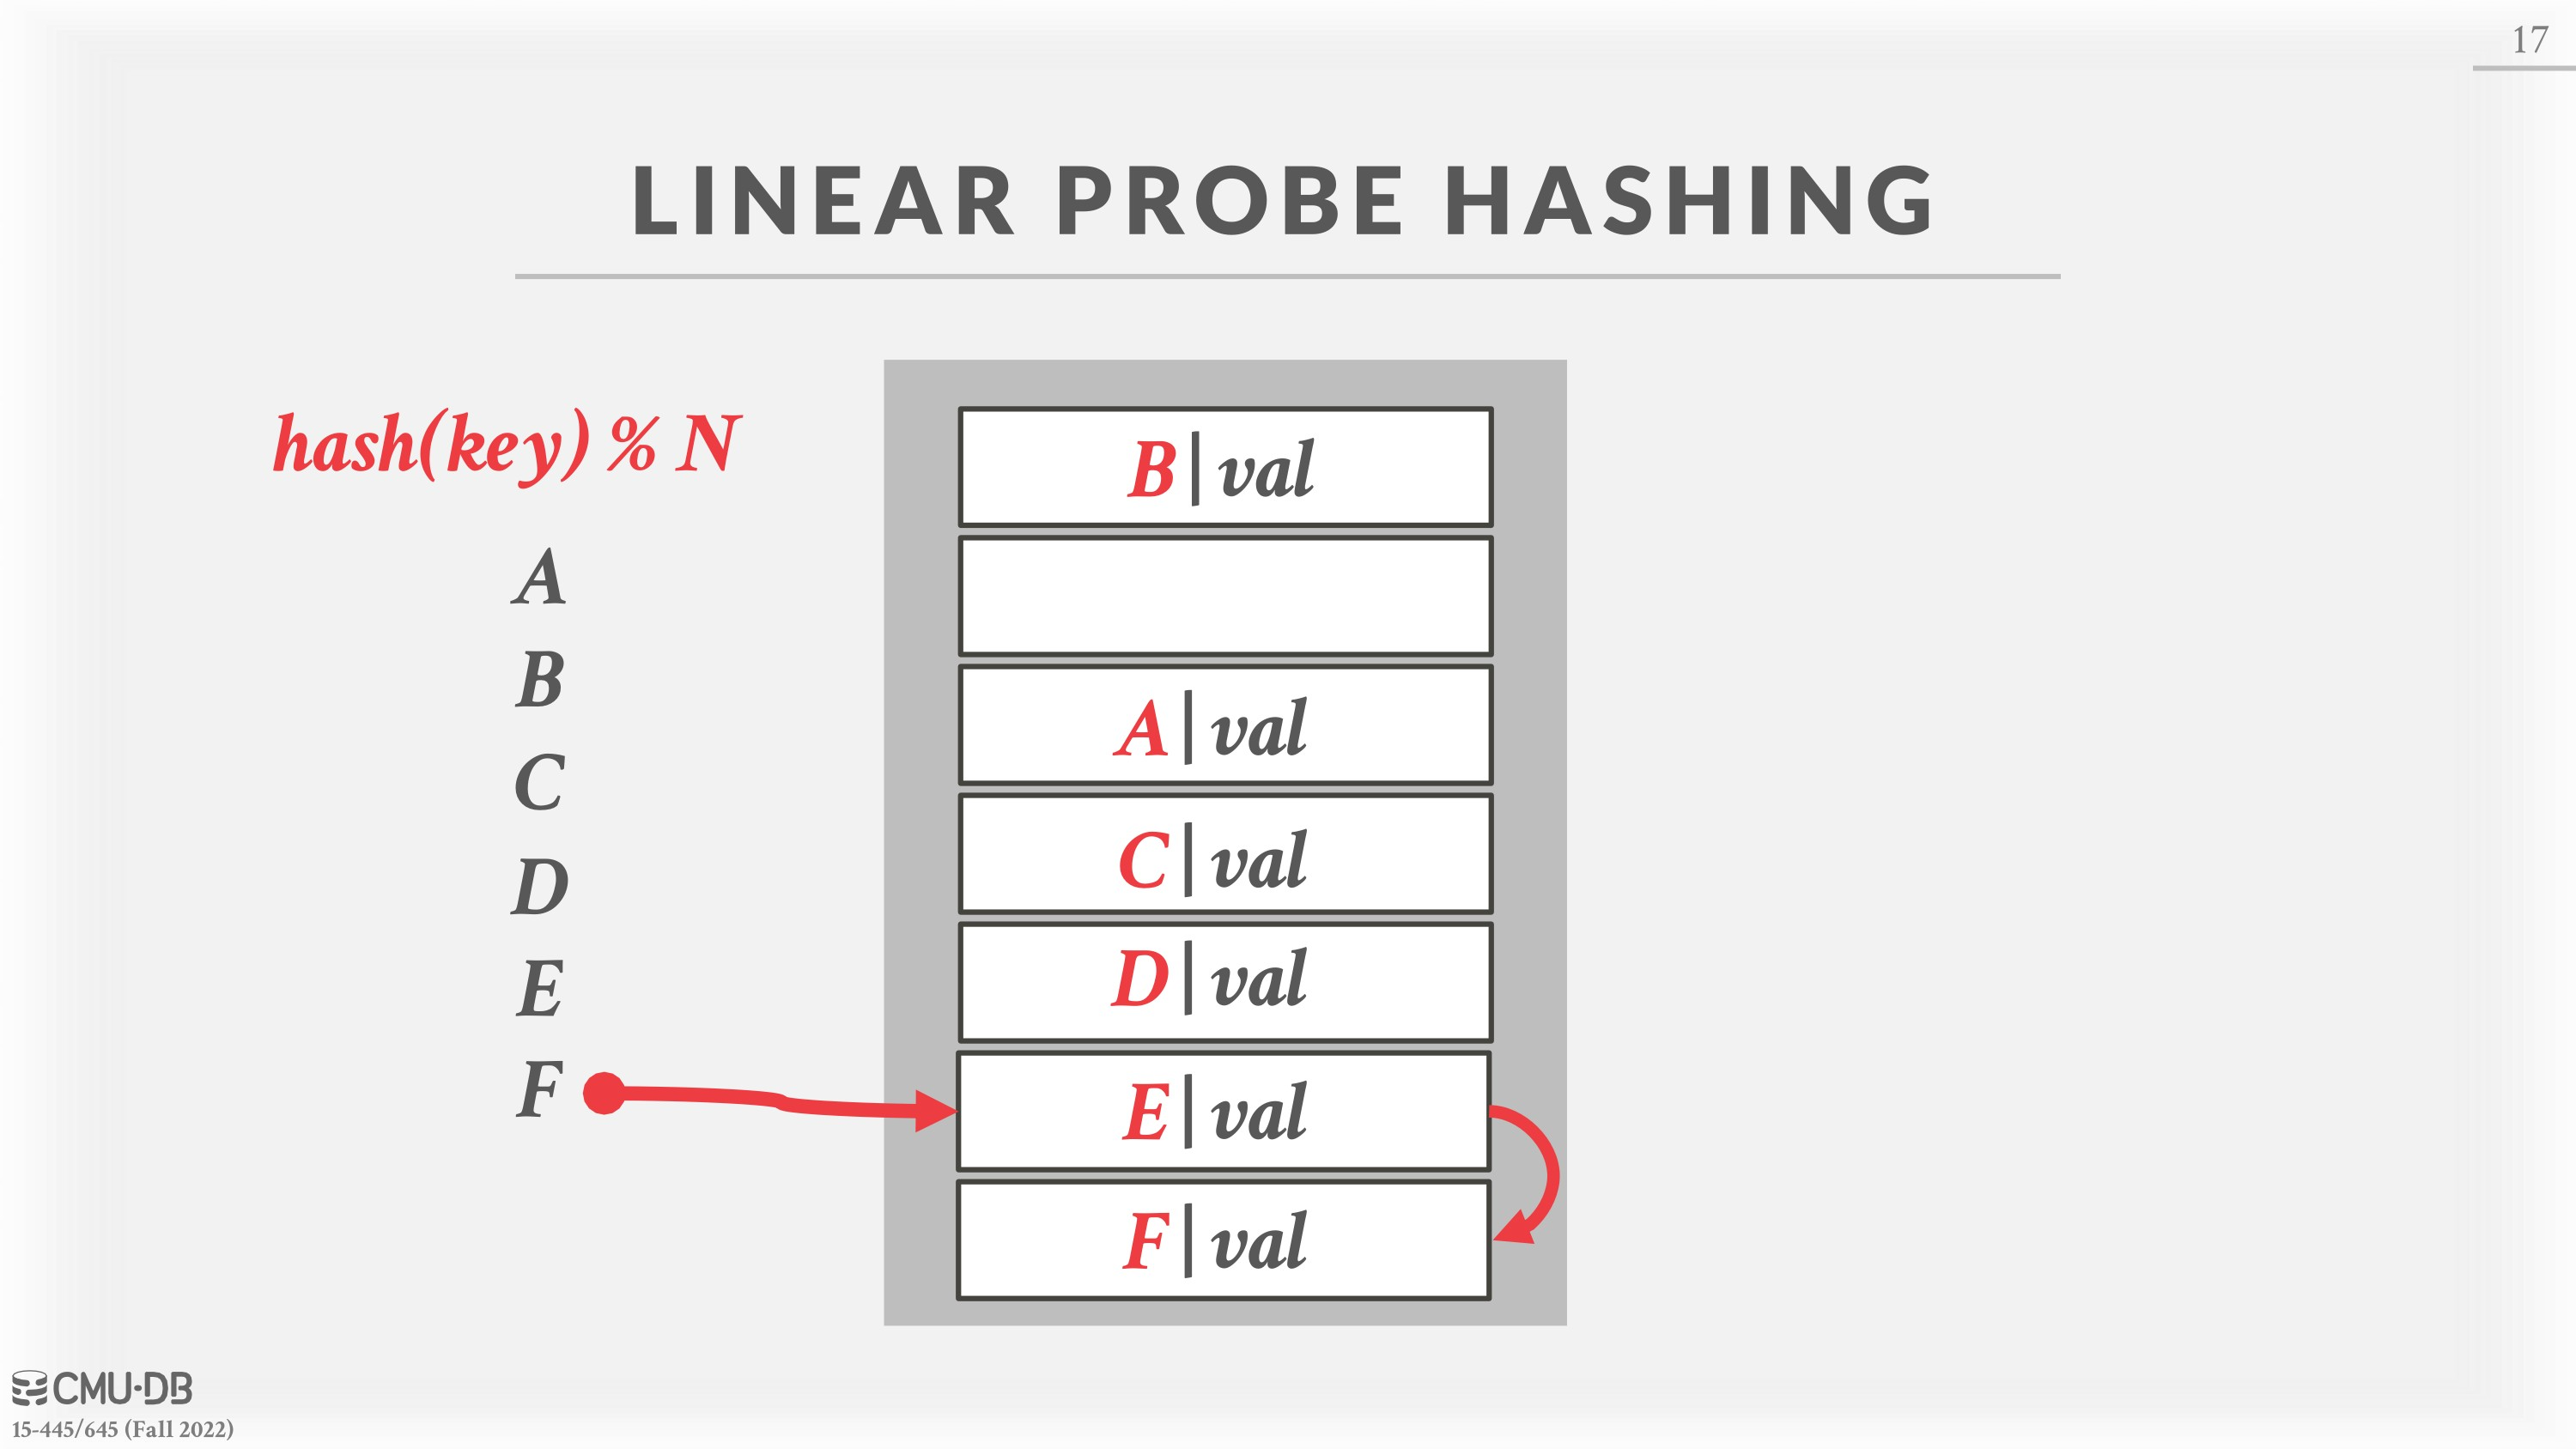 17
LINEAR PROBE HASHING
hash(key) % N
A
B
C
D
E
F
B|val
A|val
C|val
D|val
E|val
F|val
CMU·DB
15-445/645 (Fall 2022)